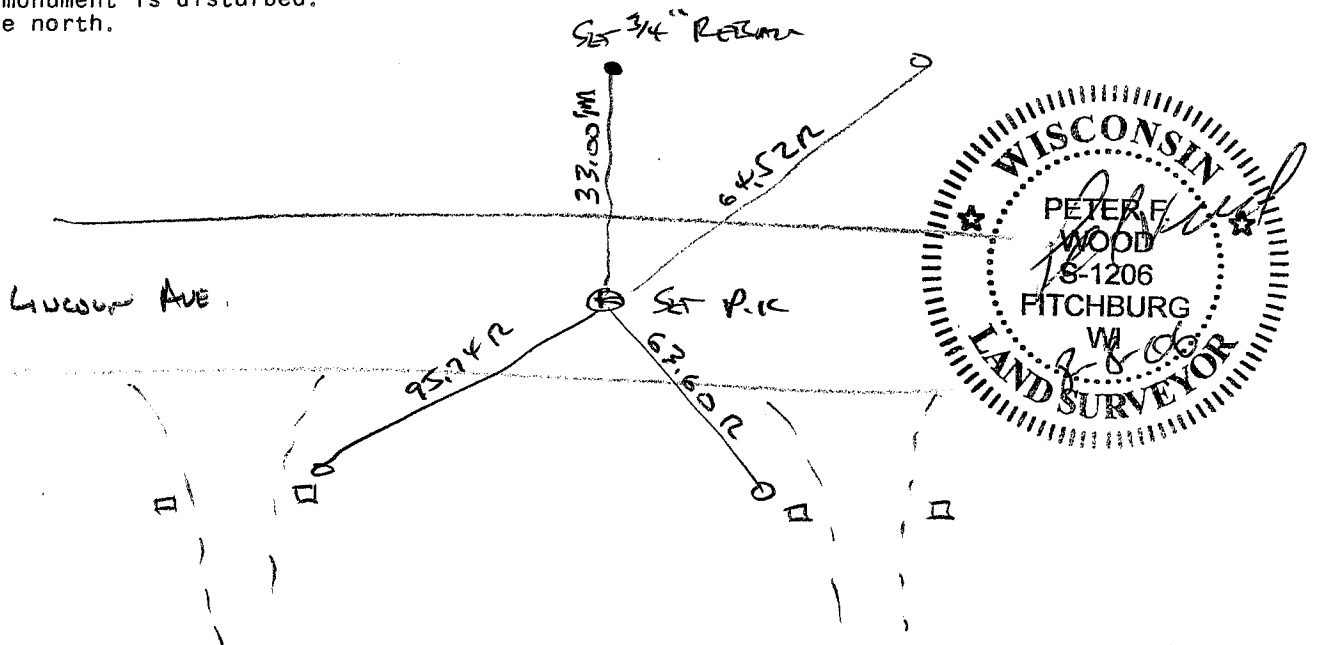 monument is disturbed.
e north.
SET 3/4" REBAR
33.00'M
64.52 R
LINCOLN AVE.
SET P.K
95.74 R
63.60 R
WISCONSIN
PETER F.
WOOD
S-1206
FITCHBURG
WI
LAND SURVEYOR